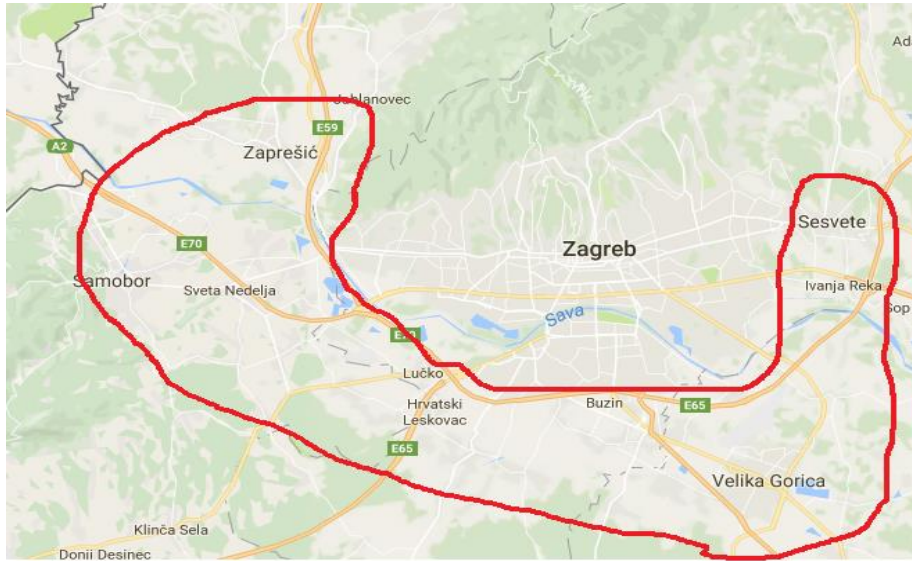 Ad
Jablanovec
E59
A2
Zaprešić
Sesvete
Zagreb
E70
Samobor
Sveta Nedelja
Ivanja Reka
Sop
Sava
E70
Lučko
Hrvatski
Leskovac
Buzin
E65
E65
Velika Gorica
Klinča Sela
Donji Desinec